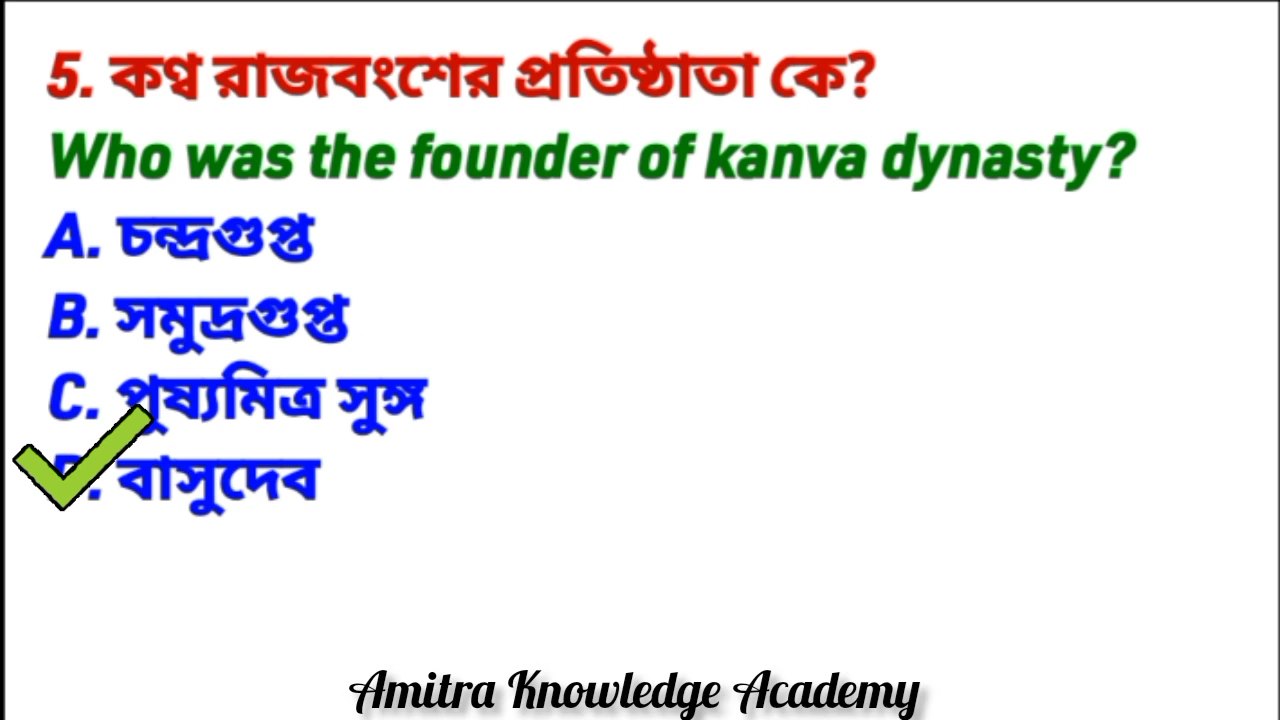 5. কণ্ব রাজবংশের প্রতিষ্ঠাতা কে?
Who was the founder of kanva dynasty?
A. চন্দ্রগুপ্ত
B. সমুদ্রগুপ্ত
C. পুষ্যমিত্র সুঙ্গ
D. বাসুদেব
Amitra Knowledge Academy